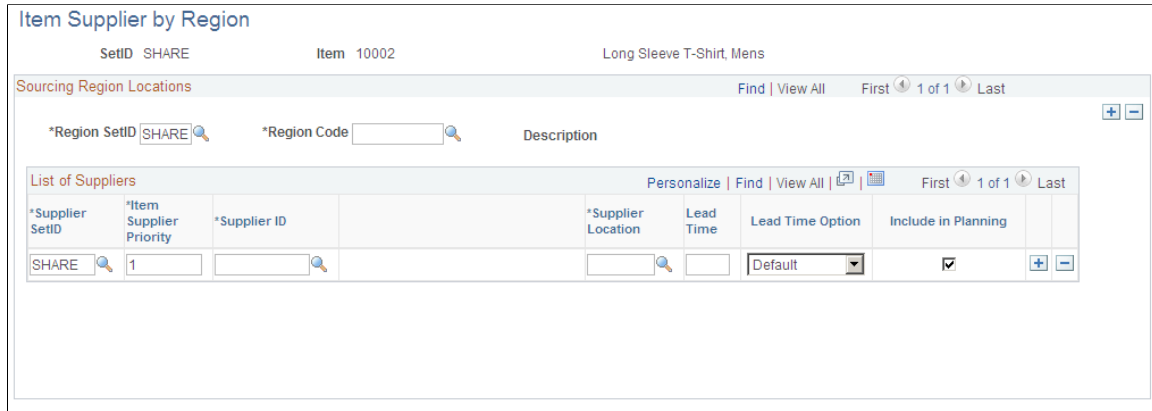 Item Supplier by Region
SetID SHARE Item 10002 Long Sleeve T-Shirt, Mens
Sourcing Region Locations Find | View All First 1 of 1 Last
*Region SetID SHARE *Region Code Description
List of Suppliers Personalize | Find | View All | | First 1 of 1 Last
*Supplier SetID *Item Supplier Priority *Supplier ID *Supplier Location Lead Time Lead Time Option Include in Planning
SHARE 1 Default